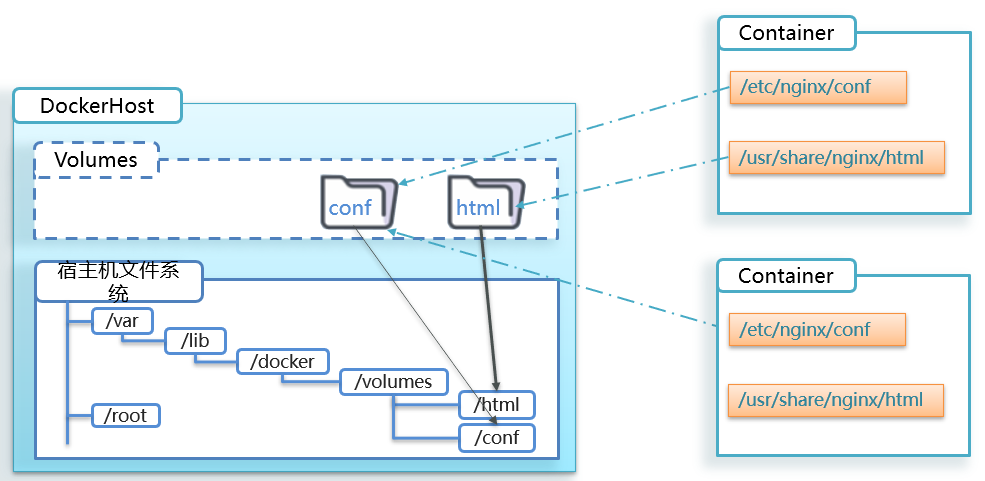 DockerHost
Volumes
conf
html
宿主机文件系
统
/var
/lib
/docker
/volumes
/html
/conf
/root
Container
/etc/nginx/conf
/usr/share/nginx/html
Container
/etc/nginx/conf
/usr/share/nginx/html